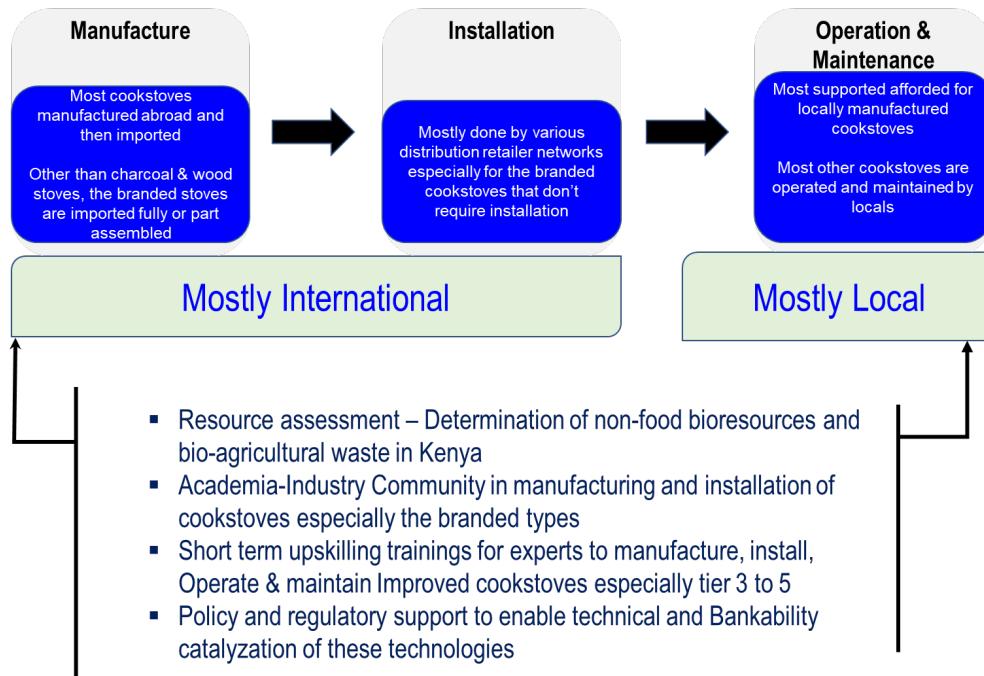 Manufacture
Most cookstoves
manufactured abroad and
then imported
Other than charcoal & wood
stoves, the branded stoves
are imported fully or part
assembled
Installation
Mostly done by various
distribution retailer networks
especially for the branded
cookstoves that don't
require installation
Operation &
Maintenance
Most supported afforded for
locally manufactured
cookstoves
Most other cookstoves are
operated and maintained by
locals
Mostly International
Mostly Local
▪ Resource assessment – Determination of non-food bioresources and
bio-agricultural waste in Kenya
▪ Academia-Industry Community in manufacturing and installation of
cookstoves especially the branded types
▪ Short term upskilling trainings for experts to manufacture, install,
Operate & maintain Improved cookstoves especially tier 3 to 5
▪ Policy and regulatory support to enable technical and Bankability
catalyzation of these technologies